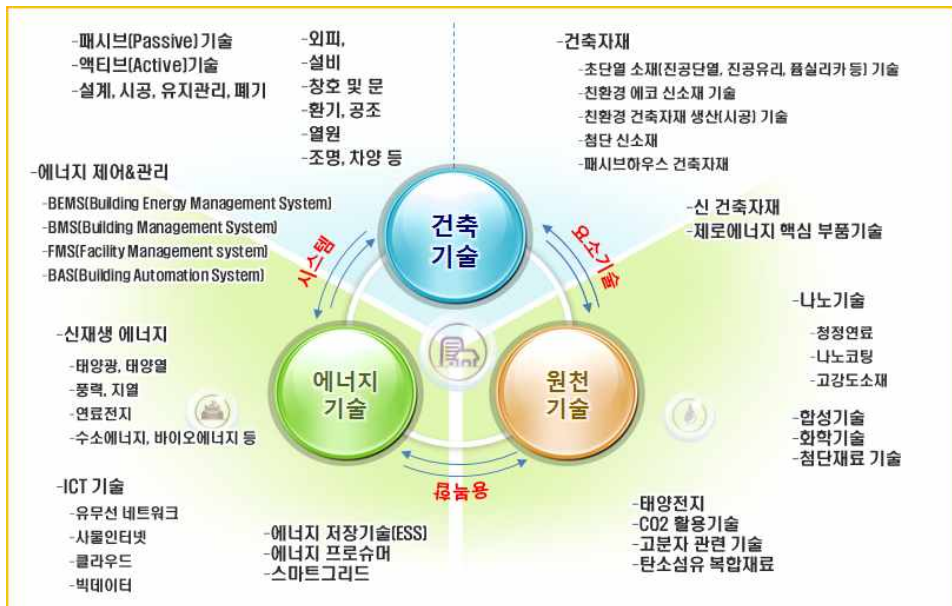 -패시브(Passive) 기술
-액티브(Active)기술
-설계, 시공, 유지관리, 폐기
-외피,
-설비
-창호 및 문
-환기, 공조
-열원
-조명, 차양 등
-건축자재
-초단열 소재(진공단열, 진공유리, 퓸실리카 등) 기술
-친환경 에코 신소재 기술
-친환경 건축자재 생산(시공) 기술
-첨단 신소재
-패시브하우스 건축자재
-에너지 제어&관리
-BEMS(Building Energy Management System)
-BMS(Building Management System)
-FMS(Facility Management system)
-BAS(Building Automation System)
건축
기술
-신 건축자재
-제로에너지 핵심 부품기술
시스템
요소기술
-신재생 에너지
-태양광, 태양열
-풍력, 지열
-연료전지
-수소에너지, 바이오에너지 등
에너지
기술
원천
기술
-나노기술
-청정연료
-나노코팅
-고강도소재
-합성기술
-화학기술
-첨단재료 기술
융복합
-ICT 기술
-유무선 네트워크
-사물인터넷
-클라우드
-빅데이터
-에너지 저장기술(ESS)
-에너지 프로슈머
-스마트그리드
-태양전지
-CO2 활용기술
-고분자 관련 기술
-탄소섬유 복합재료